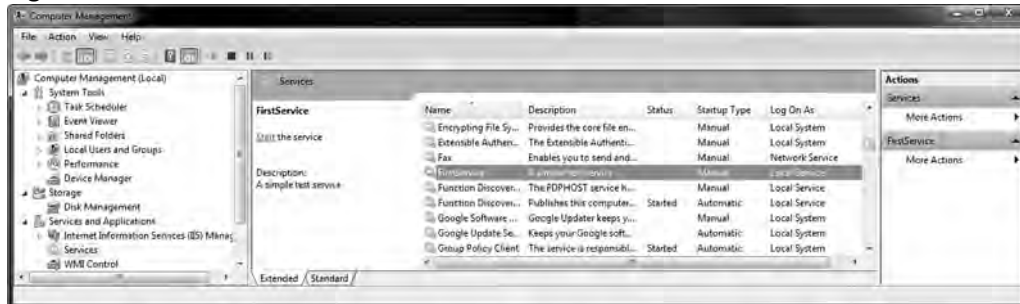 Computer Management
File Action View Help
Computer Management (Local)
System Tools
Task Scheduler
Event Viewer
Shared Folders
Local Users and Groups
Performance
Device Manager
Storage
Disk Management
Services and Applications
Internet Information Services (IIS) Manag
Services
WMI Control
Services
FirstService
Start the service
Description:
A simple test service
Name Description Status Startup Type Log On As
Encrypting File Sy... Provides the core file en... Manual Local System
Extensible Authen... The Extensible Authenti... Manual Local System
Fax Enables you to send and... Manual Network Service
FirstService A simple test service Manual Local Service
Function Discover... The FDPHOST service h... Manual Local Service
Function Discover... Publishes this computer... Started Automatic Local Service
Google Software ... Google Updater keeps y... Manual Local System
Google Update Se... Keeps your Google soft... Automatic Local System
Group Policy Client The service is responsibl... Started Automatic Local System
Extended Standard
Actions
Services
More Actions
FirstService
More Actions